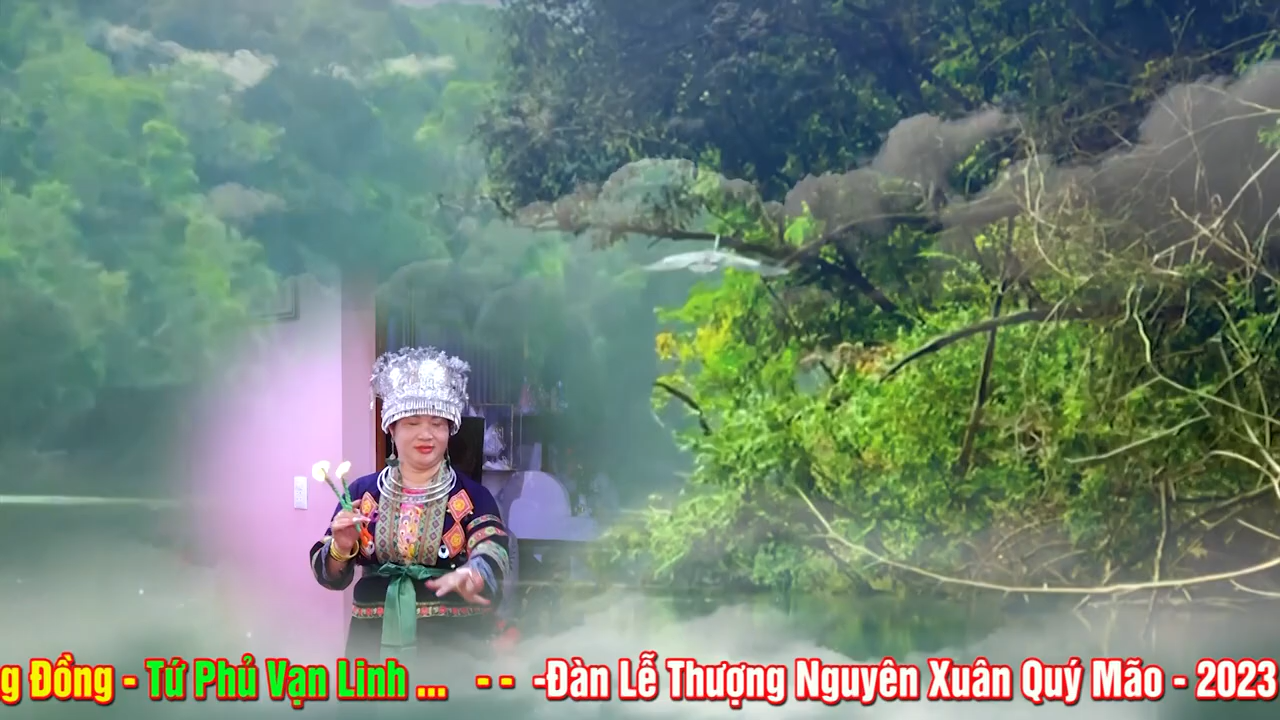 g Đồng - Tứ Phủ Vạn Linh ... - - -Đàn Lễ Thượng Nguyên Xuân Quý Mão - 2023